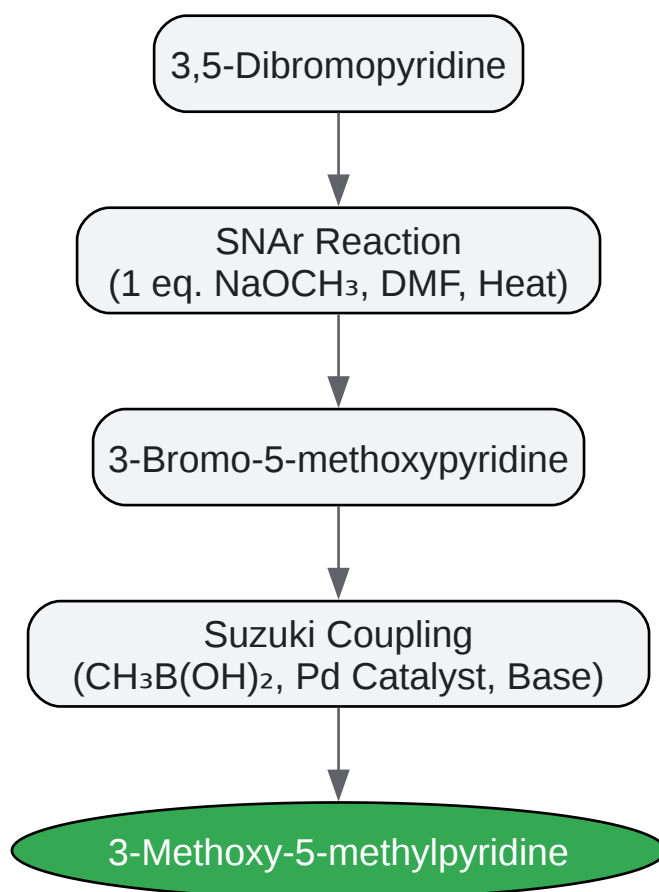 3,5-Dibromopyridine
SNAr Reaction
(1 eq. NaOCH₃, DMF, Heat)
3-Bromo-5-methoxypyridine
Suzuki Coupling
(CH₃B(OH)₂, Pd Catalyst, Base)
3-Methoxy-5-methylpyridine